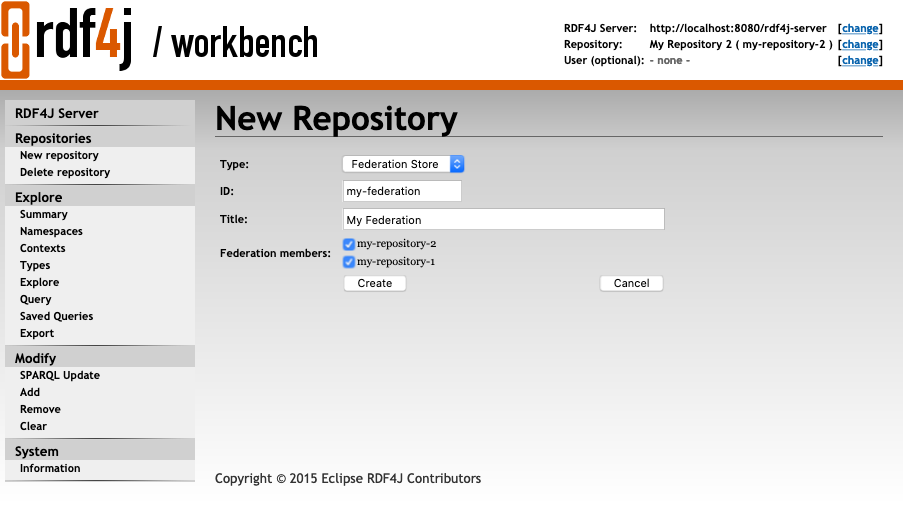 rdf4j / workbench
RDF4J Server: http://localhost:8080/rdf4j-server [change]
Repository: My Repository 2 ( my-repository-2 ) [change]
User (optional): - none - [change]
RDF4J Server
Repositories
New repository
Delete repository
Explore
Summary
Namespaces
Contexts
Types
Explore
Query
Saved Queries
Export
Modify
SPARQL Update
Add
Remove
Clear
System
Information
New Repository
Type: Federation Store
ID: my-federation
Title: My Federation
Federation members: my-repository-2
my-repository-1
Create Cancel
Copyright © 2015 Eclipse RDF4J Contributors